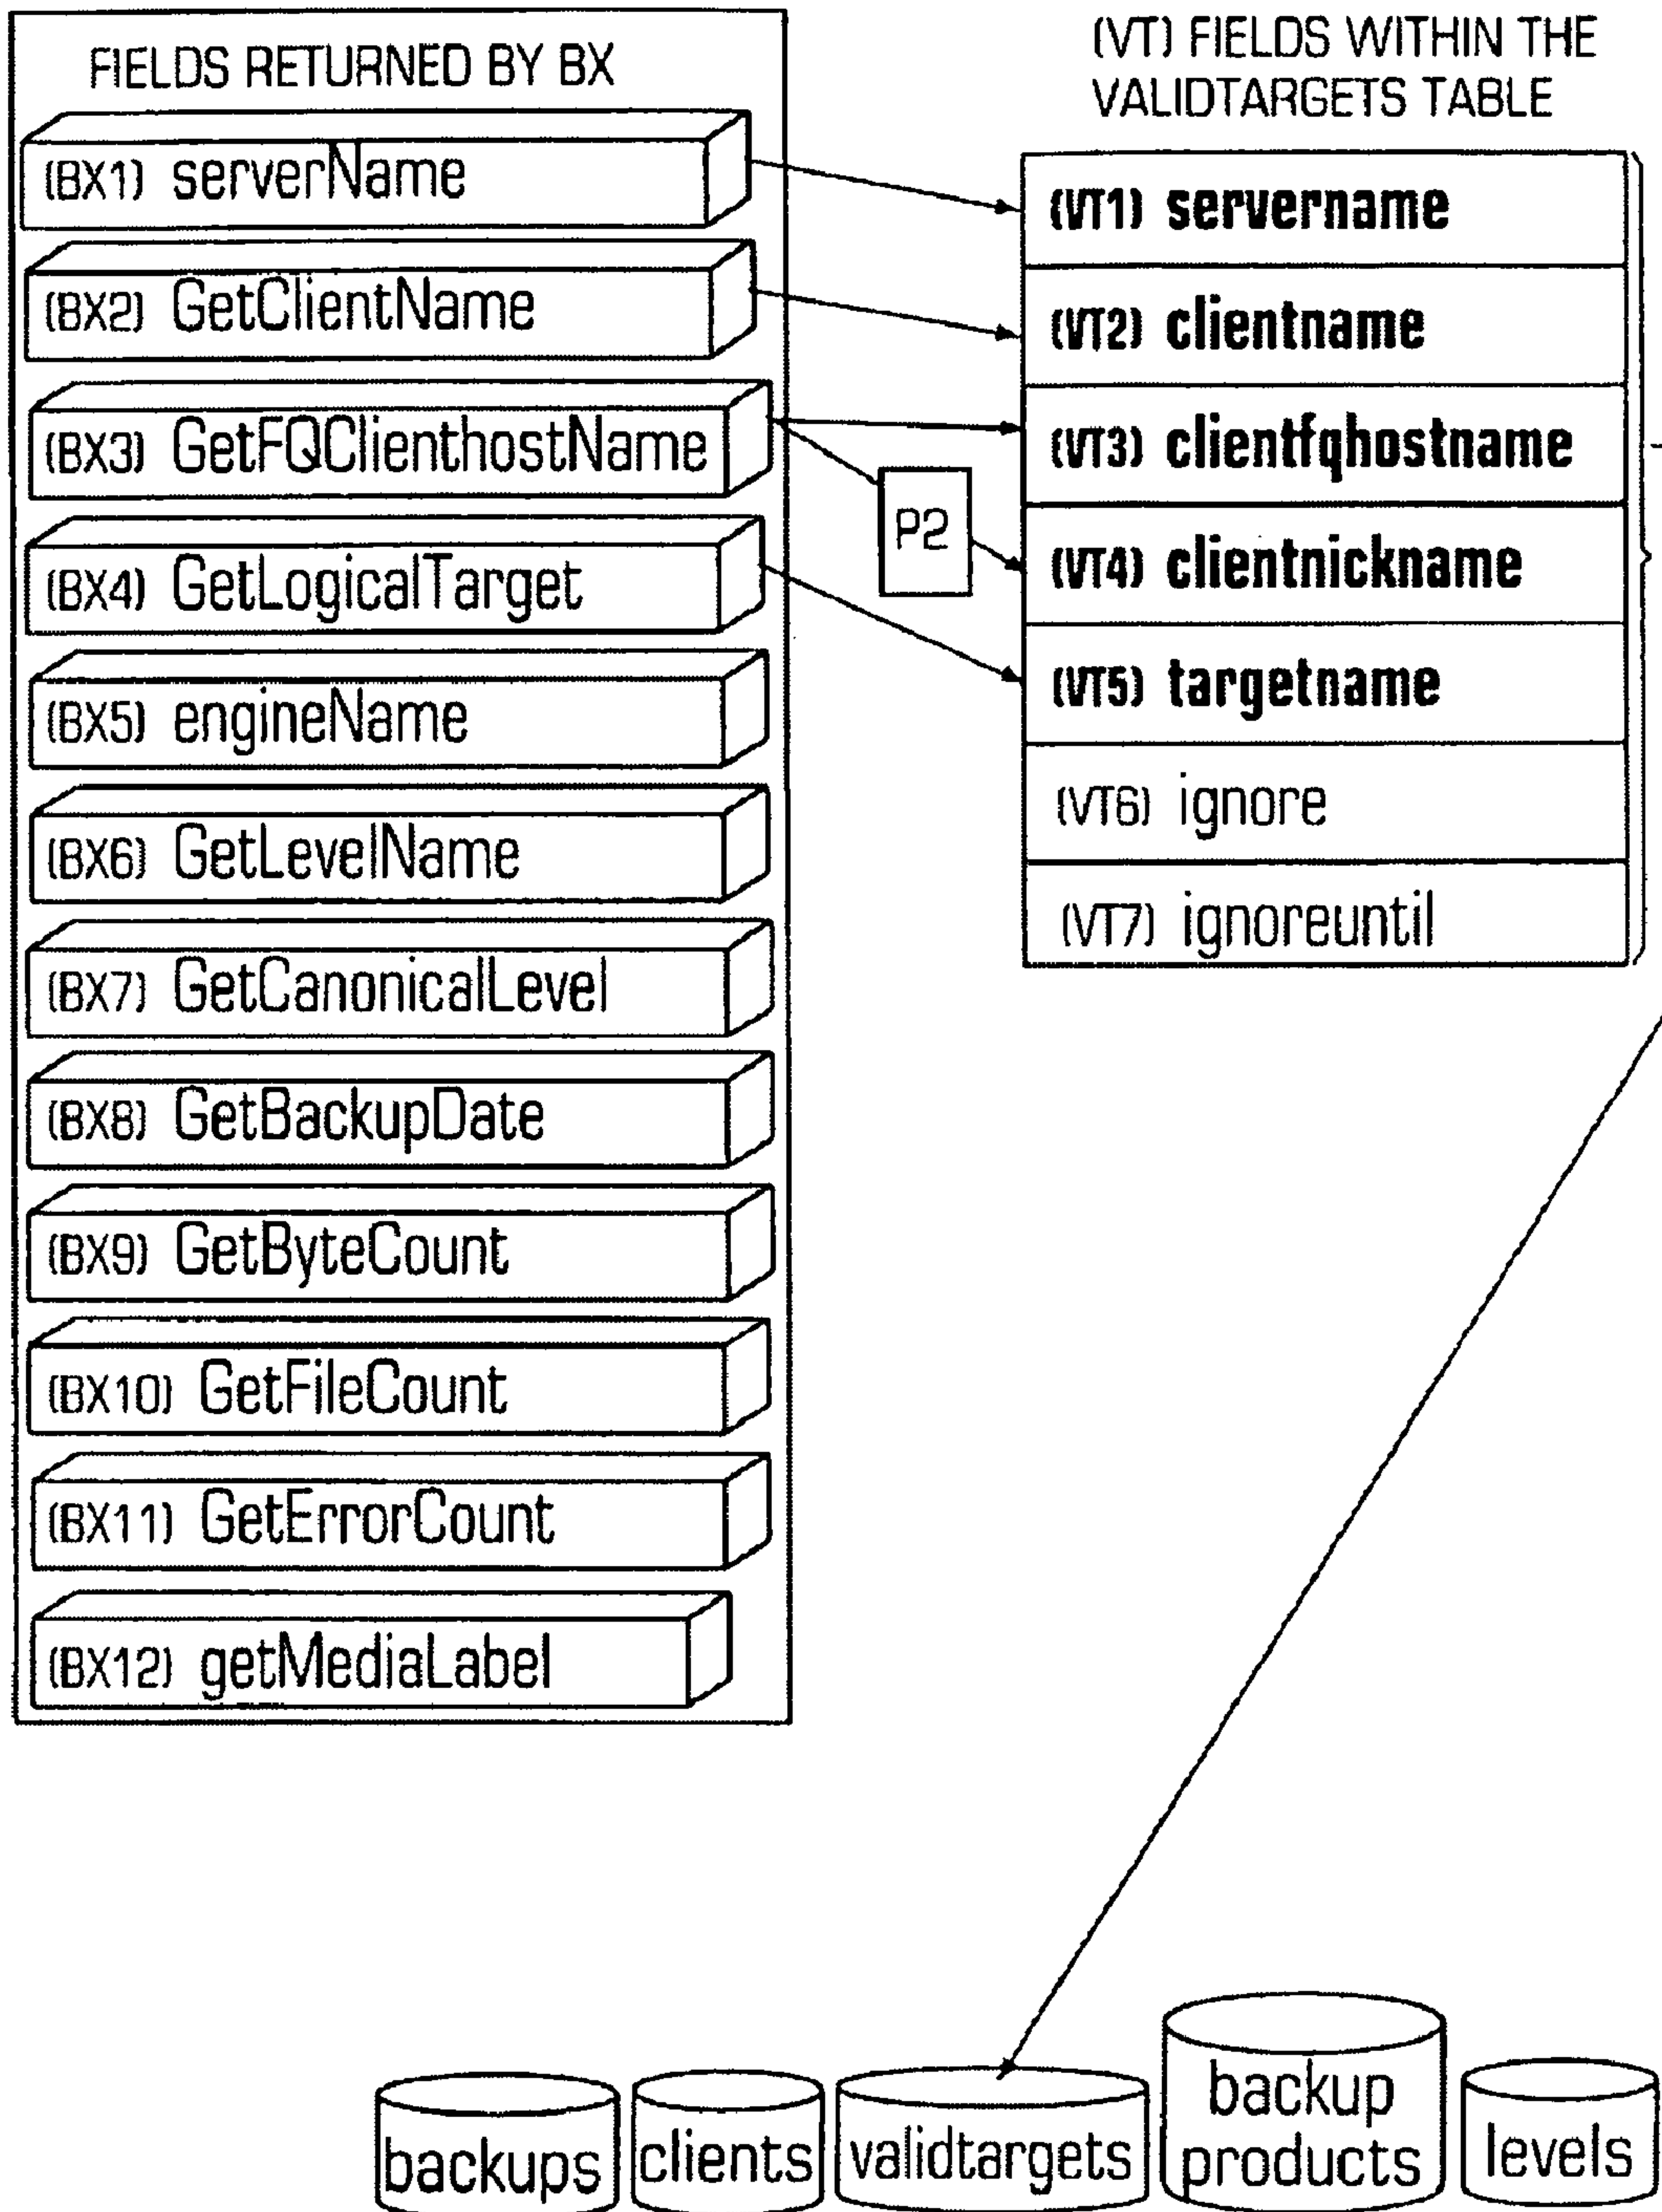 FIELDS RETURNED BY BX
(BX1) serverName
(BX2) GetClientName
(BX3) GetFQClienthostName
(BX4) GetLogicalTarget
(BX5) engineName
(BX6) GetLevelName
(BX7) GetCanonicalLevel
(BX8) GetBackupDate
(BX9) GetByteCount
(BX10) GetFileCount
(BX11) GetErrorCount
(BX12) getMediaLabel
P2
(VT) FIELDS WITHIN THE
VALIDTARGETS TABLE
(VT1) servername
(VT2) clientname
(VT3) clientfqhostname
(VT4) clientnickname
(VT5) targetname
(VT6) ignore
(VT7) ignoreuntil
backups
clients
validtargets
backup
products
levels